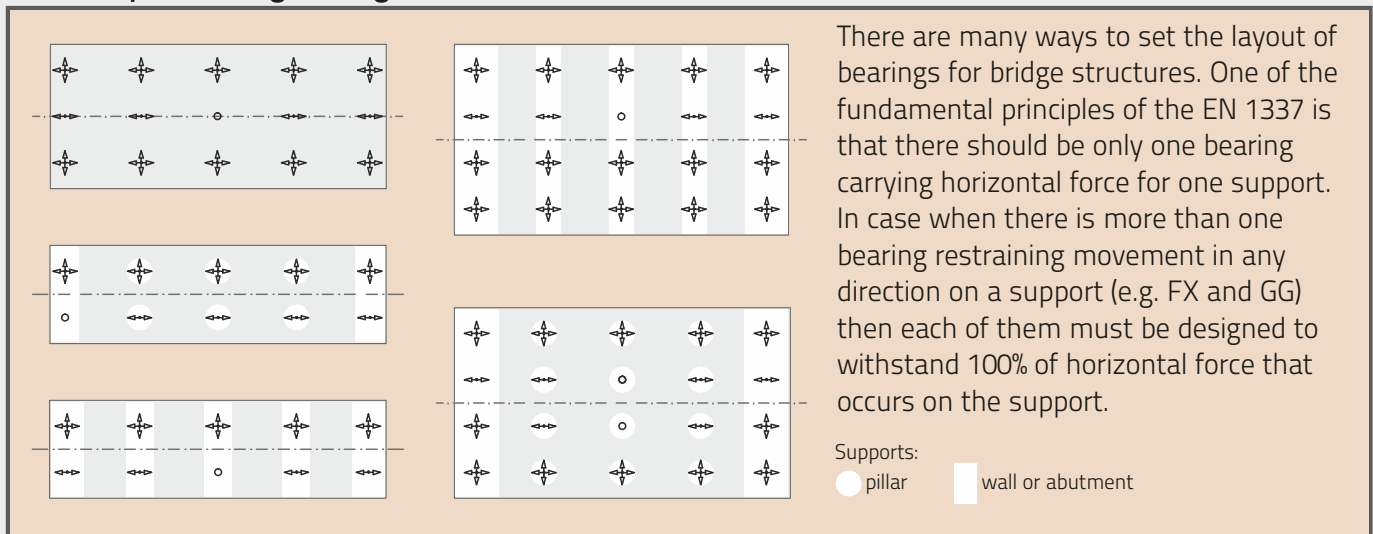 There are many ways to set the layout of
bearings for bridge structures. One of the
fundamental principles of the EN 1337 is
that there should be only one bearing
carrying horizontal force for one support.
In case when there is more than one
bearing restraining movement in any
direction on a support (e.g. FX and GG)
then each of them must be designed to
withstand 100% of horizontal force that
occurs on the support.
Supports:
pillar wall or abutment